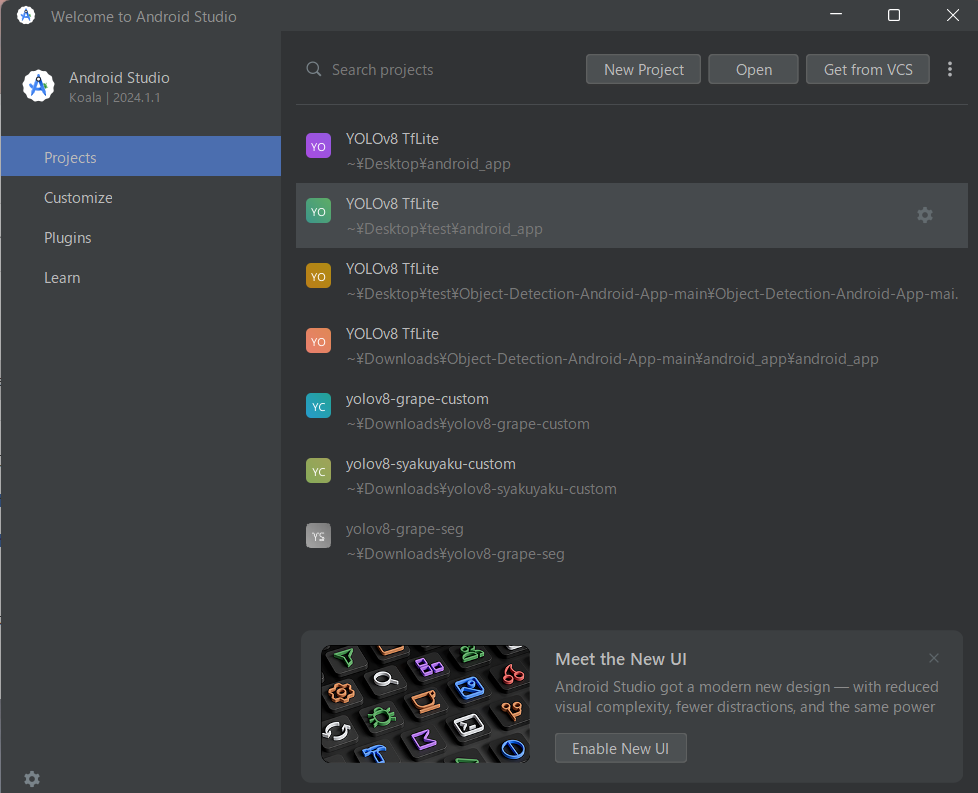 Welcome to Android Studio
Android Studio
Koala | 2024.1.1
Projects
Customize
Plugins
Learn
Search projects
New Project
Open
Get from VCS
YO
YOLOv8 TfLite
~¥Desktop¥android_app
YO
YOLOv8 TfLite
~¥Desktop¥test¥android_app
YO
YOLOv8 TfLite
~¥Desktop¥test¥Object-Detection-Android-App-main¥Object-Detection-Android-App-mai.
YO
YOLOv8 TfLite
~¥Downloads¥Object-Detection-Android-App-main¥android_app¥android_app
YC
yolov8-grape-custom
~¥Downloads¥yolov8-grape-custom
YC
yolov8-syakuyaku-custom
~¥Downloads¥yolov8-syakuyaku-custom
YS
yolov8-grape-seg
~¥Downloads¥yolov8-grape-seg
Meet the New UI
Android Studio got a modern new design — with reduced
visual complexity, fewer distractions, and the same power
Enable New UI